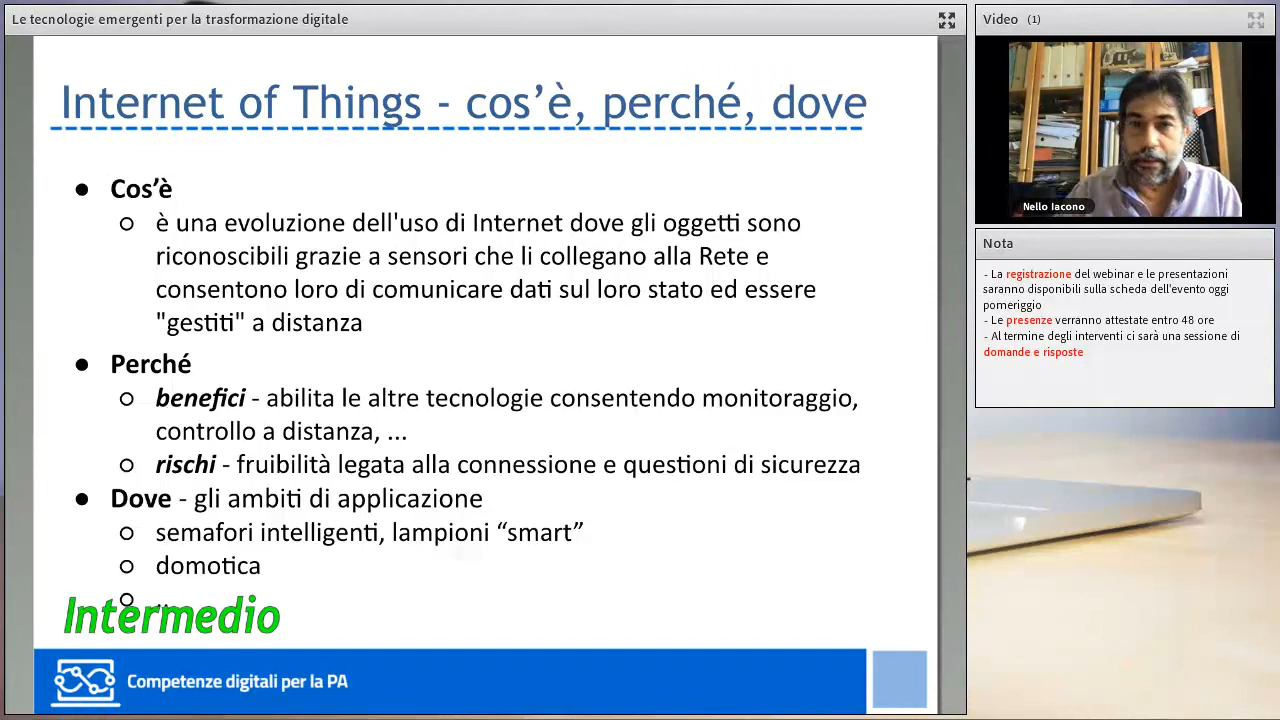 Le tecnologie emergenti per la trasformazione digitale
Internet of Things - cos’è, perché, dove
● Cos’è
○ è una evoluzione dell'uso di Internet dove gli oggetti sono
riconoscibili grazie a sensori che li collegano alla Rete e
consentono loro di comunicare dati sul loro stato ed essere
"gestiti" a distanza
● Perché
○ benefici - abilita le altre tecnologie consentendo monitoraggio,
controllo a distanza, ...
○ rischi - fruibilità legata alla connessione e questioni di sicurezza
● Dove - gli ambiti di applicazione
○ semafori intelligenti, lampioni “smart”
○ domotica
○ ..
Intermedio
Competenze digitali per la PA
Video (1)
Nello Iacono
Nota
- La registrazione del webinar e le presentazioni
saranno disponibili sulla scheda dell'evento oggi
pomeriggio
- Le presenze verranno attestate entro 48 ore
- Al termine degli interventi ci sarà una sessione di
domande e risposte